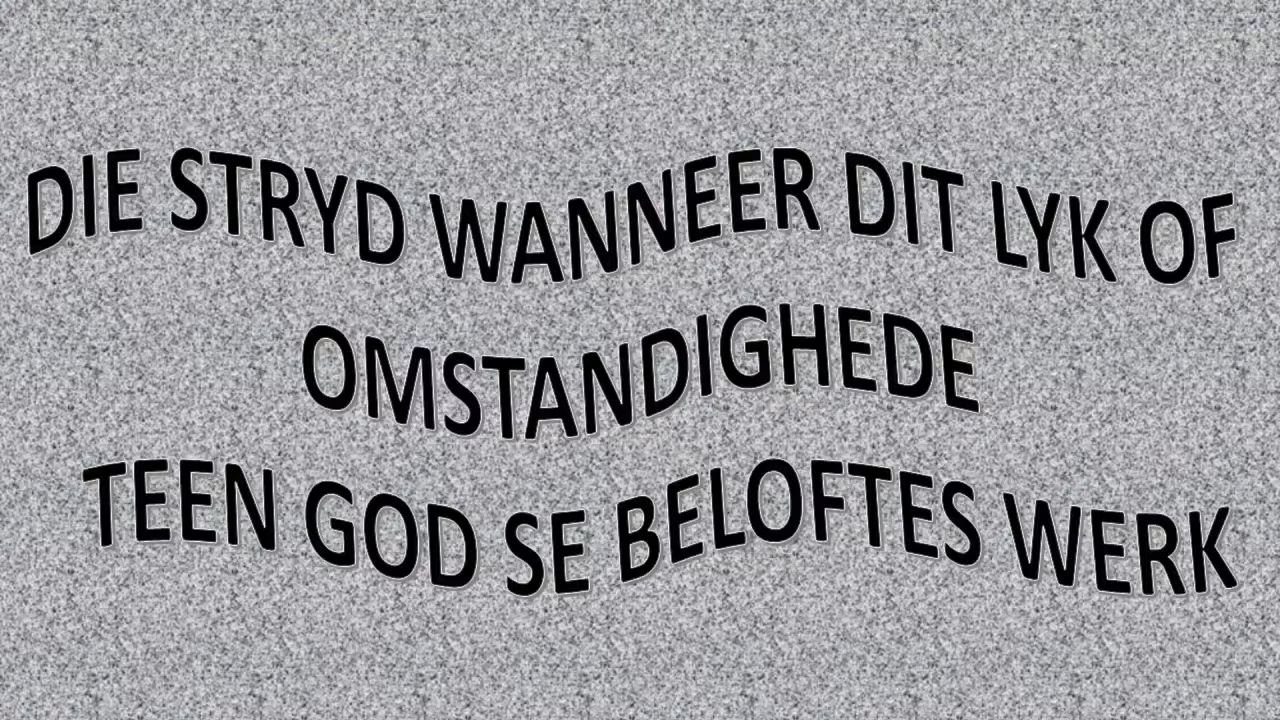 DIE STRYD WANNEER DIT LYK OF
OMSTANDIGHEDE
TEEN GOD SE BELOFTES WERK